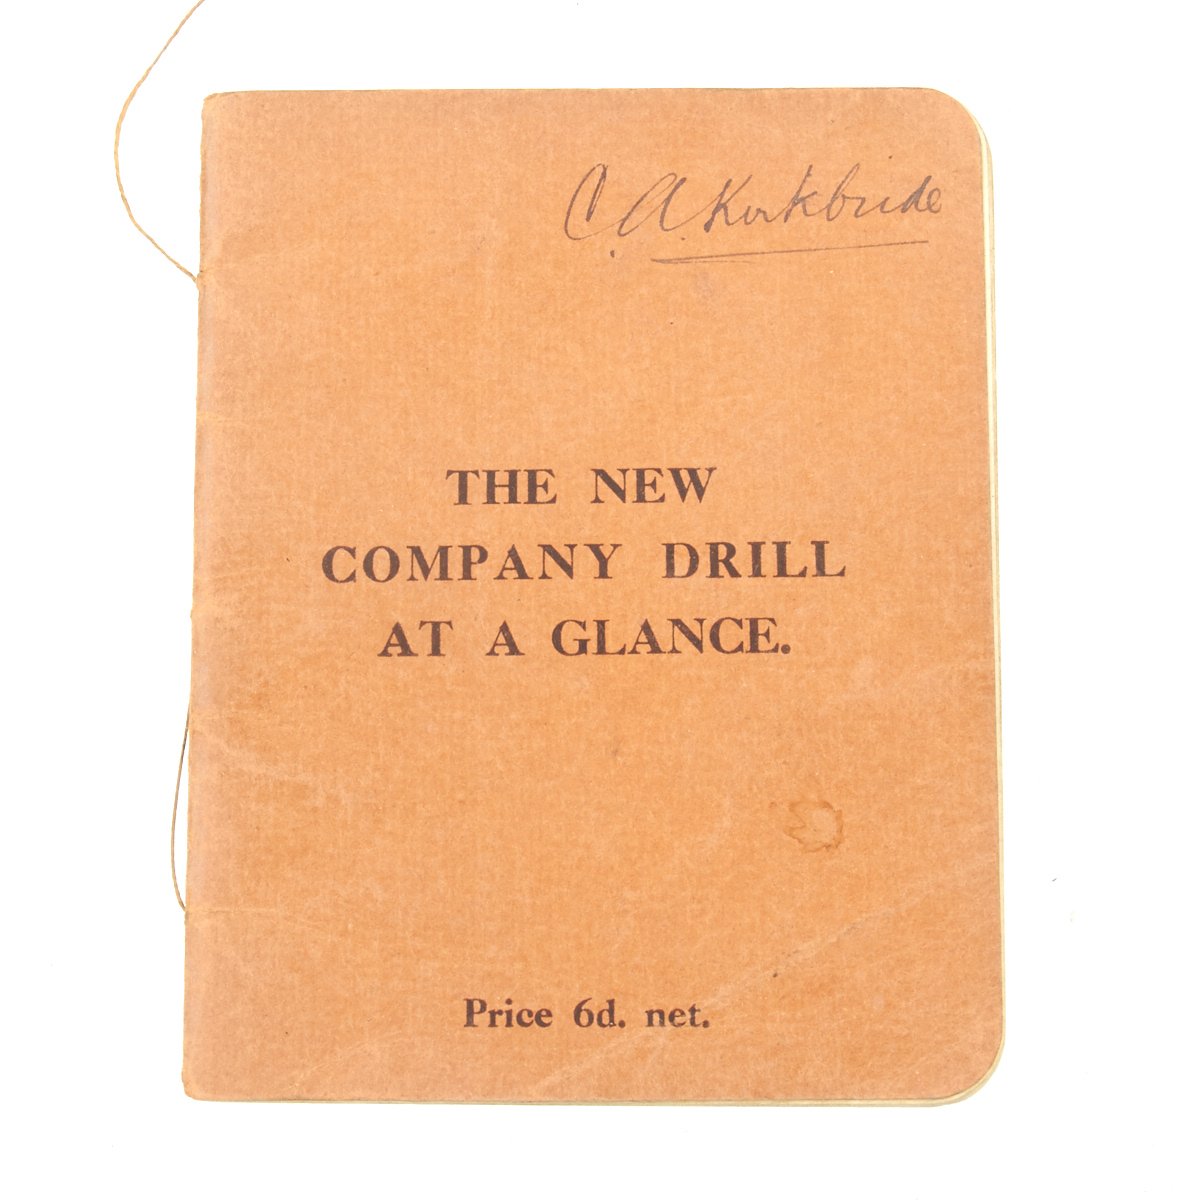 C. A. Kirkbride
THE NEW
COMPANY DRILL
AT A GLANCE.
Price 6d. net.